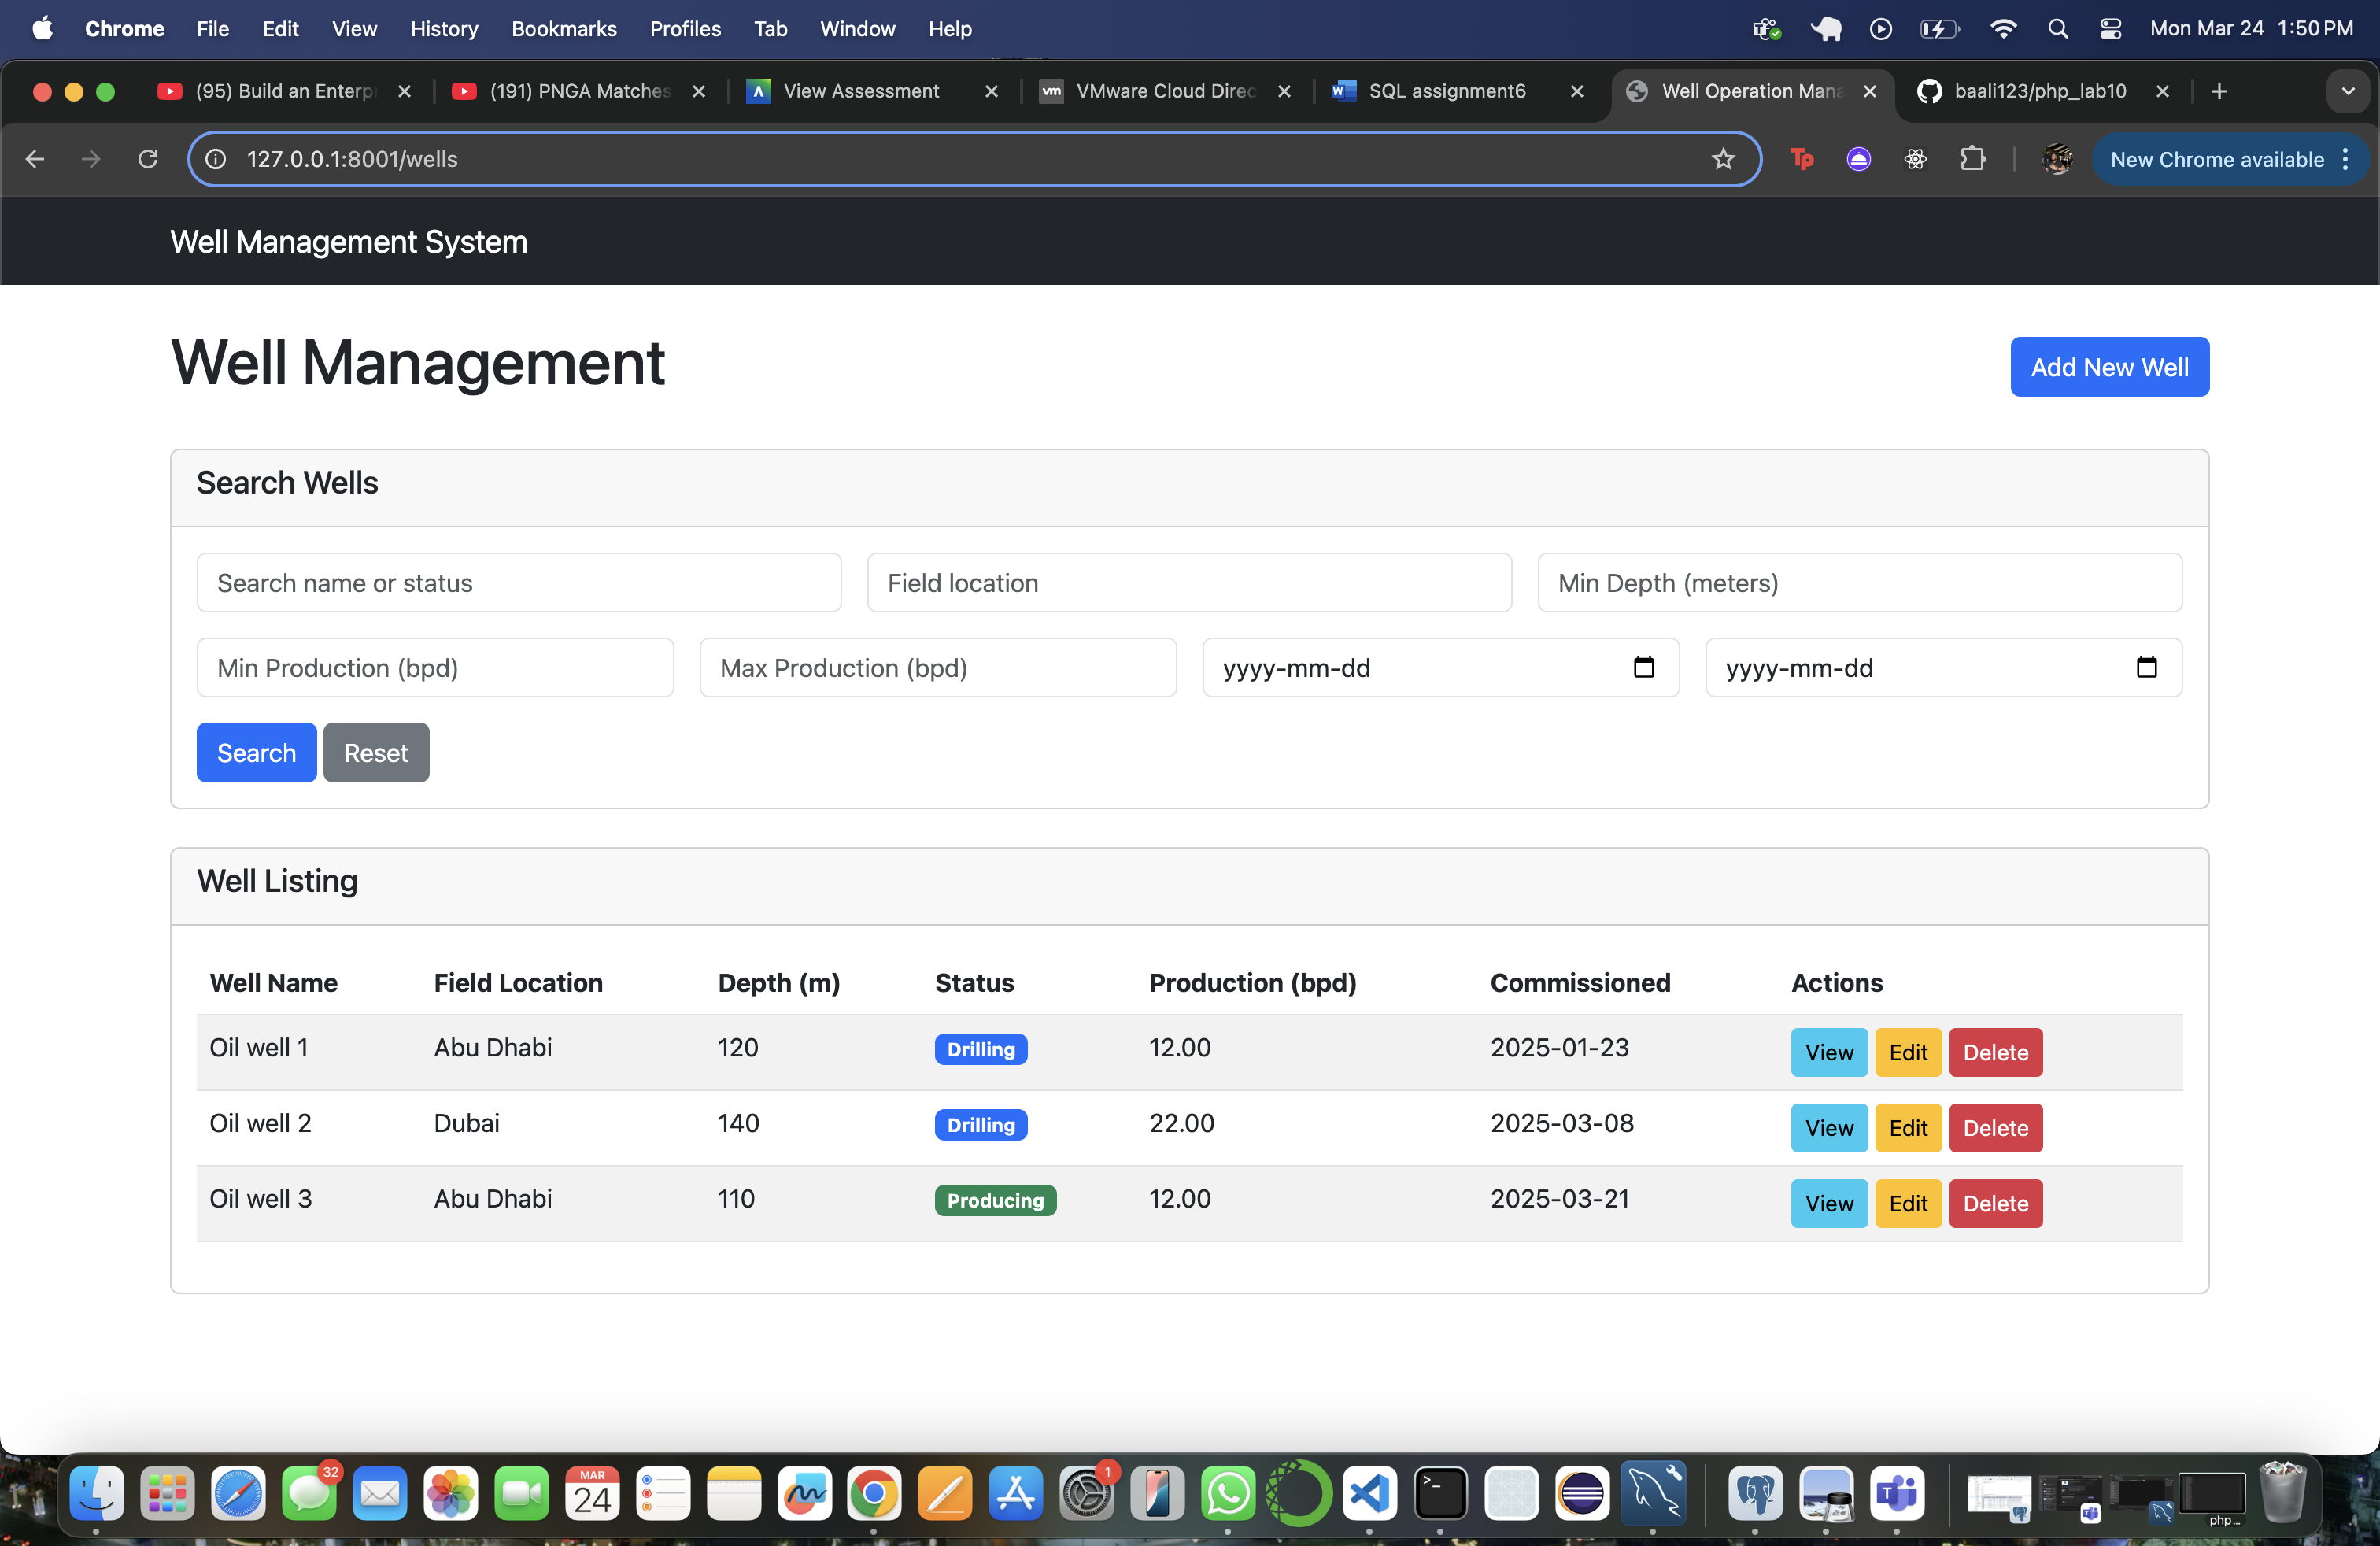 Chrome File Edit View History Bookmarks Profiles Tab Window Help Mon Mar 24 1:50 PM
(95) Build an Enterp (191) PNGA Matches View Assessment vm VMware Cloud Direc SQL assignment6 Well Operation Mana baali123/php_lab10
127.0.0.1:8001/wells Tp New Chrome available
Well Management System
Well Management
Add New Well
Search Wells
Search name or status Field location Min Depth (meters)
Min Production (bpd) Max Production (bpd) yyyy-mm-dd yyyy-mm-dd
Search Reset
Well Listing
Well Name Field Location Depth (m) Status Production (bpd) Commissioned Actions
Oil well 1 Abu Dhabi 120 Drilling 12.00 2025-01-23 View Edit Delete
Oil well 2 Dubai 140 Drilling 22.00 2025-03-08 View Edit Delete
Oil well 3 Abu Dhabi 110 Producing 12.00 2025-03-21 View Edit Delete
32 MAR 24 1
php...